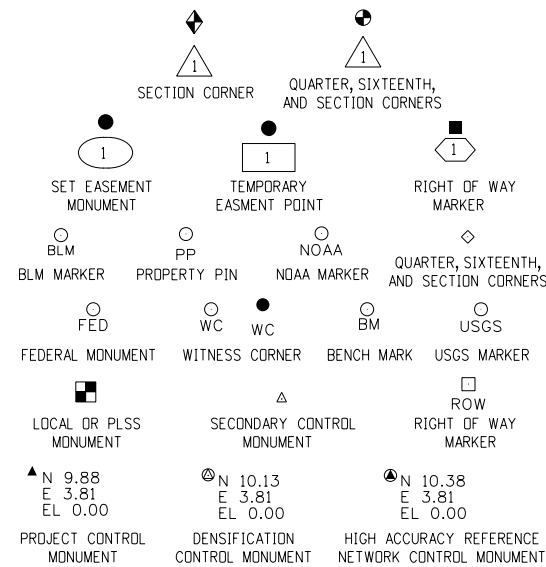 1
1
SECTION CORNER
QUARTER, SIXTEENTH,
AND SECTION CORNERS
1
1
1
SET EASEMENT
MONUMENT
TEMPORARY
EASMENT POINT
RIGHT OF WAY
MARKER
BLM
PP
NOAA
BLM MARKER
PROPERTY PIN
NOAA MARKER
QUARTER, SIXTEENTH,
AND SECTION CORNERS
FED
WC
WC
BM
USGS
FEDERAL MONUMENT
WITNESS CORNER
BENCH MARK
USGS MARKER
ROW
LOCAL OR PLSS
MONUMENT
SECONDARY CONTROL
MONUMENT
RIGHT OF WAY
MARKER
N 9.88
E 3.81
EL 0.00
N 10.13
E 3.81
EL 0.00
N 10.38
E 3.81
EL 0.00
PROJECT CONTROL
MONUMENT
DENSIFICATION
CONTROL MONUMENT
HIGH ACCURACY REFERENCE
NETWORK CONTROL MONUMENT